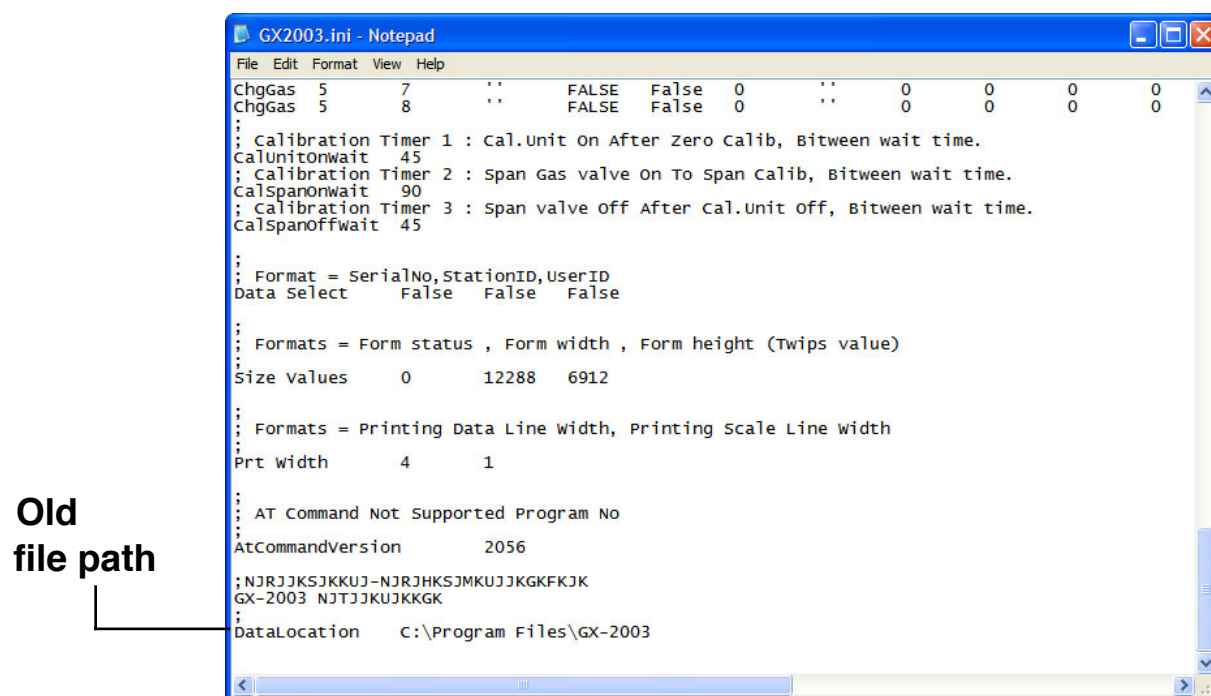 GX2003.ini - Notepad
File Edit Format View Help
ChgGas 5 7 '' FALSE False 0 '' 0 0 0 0
ChgGas 5 8 '' FALSE False 0 '' 0 0 0 0
;
; Calibration Timer 1 : Cal.Unit On After Zero Calib, Bitween wait time.
CalUnitOnWait 45
; Calibration Timer 2 : Span Gas valve On To Span Calib, Bitween wait time.
CalSpanOnWait 90
; Calibration Timer 3 : Span valve Off After Cal.Unit Off, Bitween wait time.
CalSpanOffWait 45
;
; Format = SerialNo,StationID,UserID
Data Select False False False
;
; Formats = Form status , Form width , Form height (Twips value)
;
Size Values 0 12288 6912
;
; Formats = Printing Data Line Width, Printing Scale Line Width
;
Prt Width 4 1
;
; AT Command Not Supported Program No
;
AtCommandVersion 2056
;NJRJJKSJKKUJ-NJRJHKSJMKUJJKGKFKJK
GX-2003 NJTJJKUJKKGK
;
DataLocation C:\Program Files\GX-2003
Old
file path